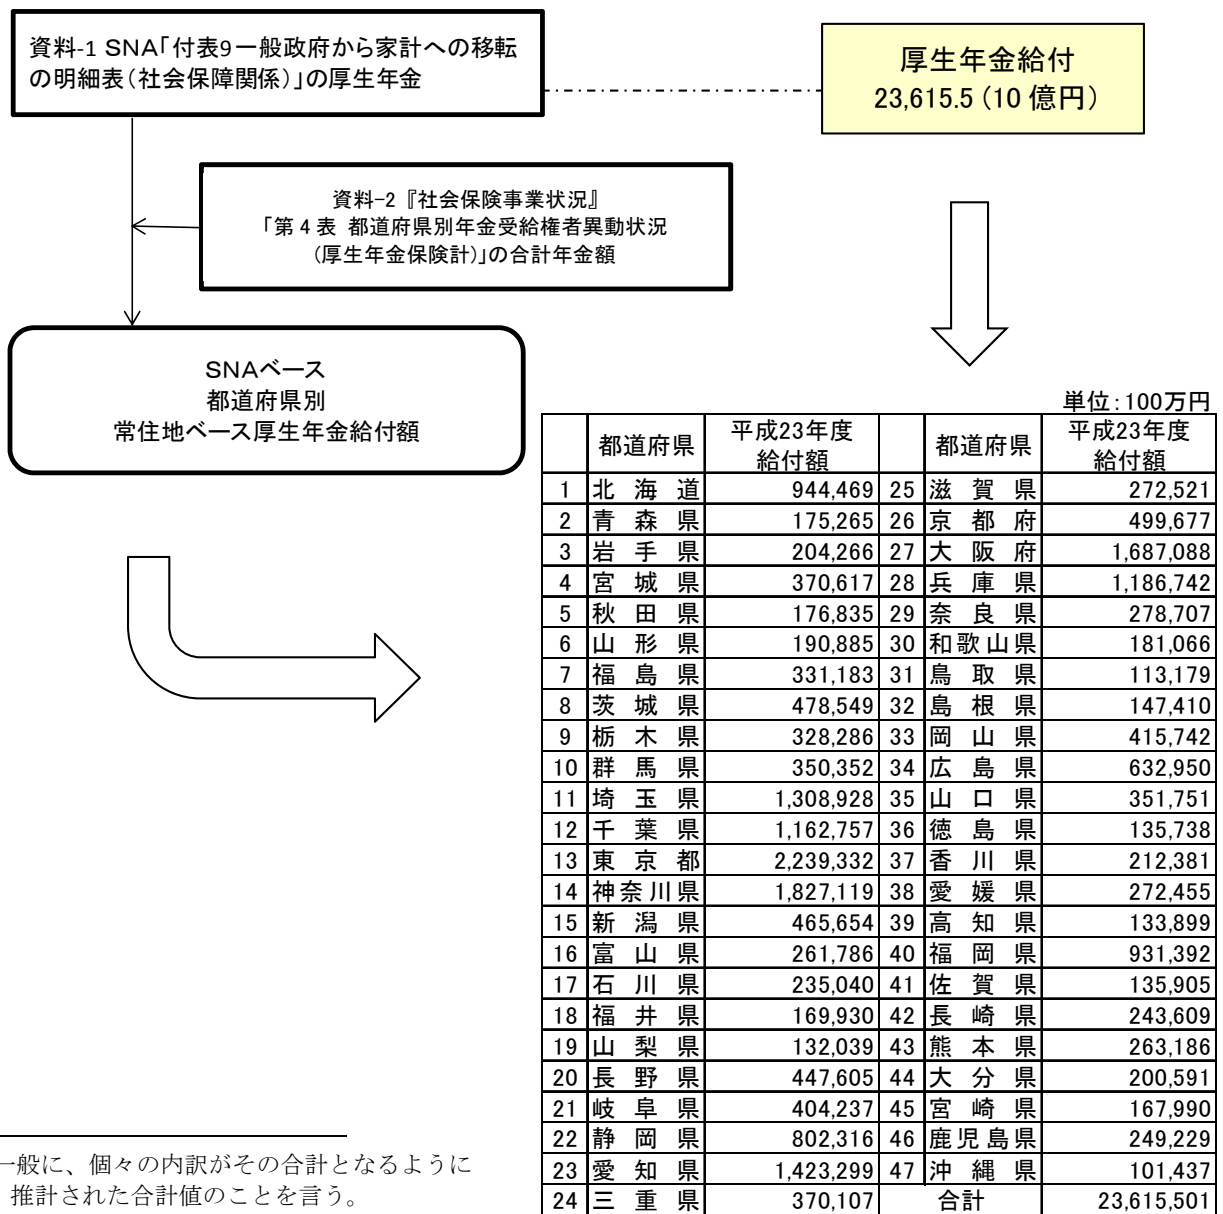 資料-1 SNA「付表9一般政府から家計への移転
の明細表（社会保障関係）」の厚生年金
厚生年金給付
23,615.5（10 億円）
資料-2『社会保険事業状況』
「第 4 表 都道府県別年金受給権者異動状況
（厚生年金保険計）」の合計年金額
SNAベース
都道府県別
常住地ベース厚生年金給付額
単位：100万円
都道府県 平成23年度 給付額 都道府県 平成23年度 給付額
1 北海道 944,469 25 滋賀県 272,521
2 青森県 175,265 26 京都府 499,677
3 岩手県 204,266 27 大阪府 1,687,088
4 宮城県 370,617 28 兵庫県 1,186,742
5 秋田県 176,835 29 奈良県 278,707
6 山形県 190,885 30 和歌山県 181,066
7 福島県 331,183 31 鳥取県 113,179
8 茨城県 478,549 32 島根県 147,410
9 栃木県 328,286 33 岡山県 415,742
10 群馬県 350,352 34 広島県 632,950
11 埼玉県 1,308,928 35 山口県 351,751
12 千葉県 1,162,757 36 徳島県 135,738
13 東京都 2,239,332 37 香川県 212,381
14 神奈川県 1,827,119 38 愛媛県 272,455
15 新潟県 465,654 39 高知県 133,899
16 富山県 261,786 40 福岡県 931,392
17 石川県 235,040 41 佐賀県 135,905
18 福井県 169,930 42 長崎県 243,609
19 山梨県 132,039 43 熊本県 263,186
20 長野県 447,605 44 大分県 200,591
21 岐阜県 404,237 45 宮崎県 167,990
22 静岡県 802,316 46 鹿児島県 249,229
23 愛知県 1,423,299 47 沖縄県 101,437
24 三重県 370,107 合計 23,615,501
一般に、個々の内訳がその合計となるように
推計された合計値のことを言う。